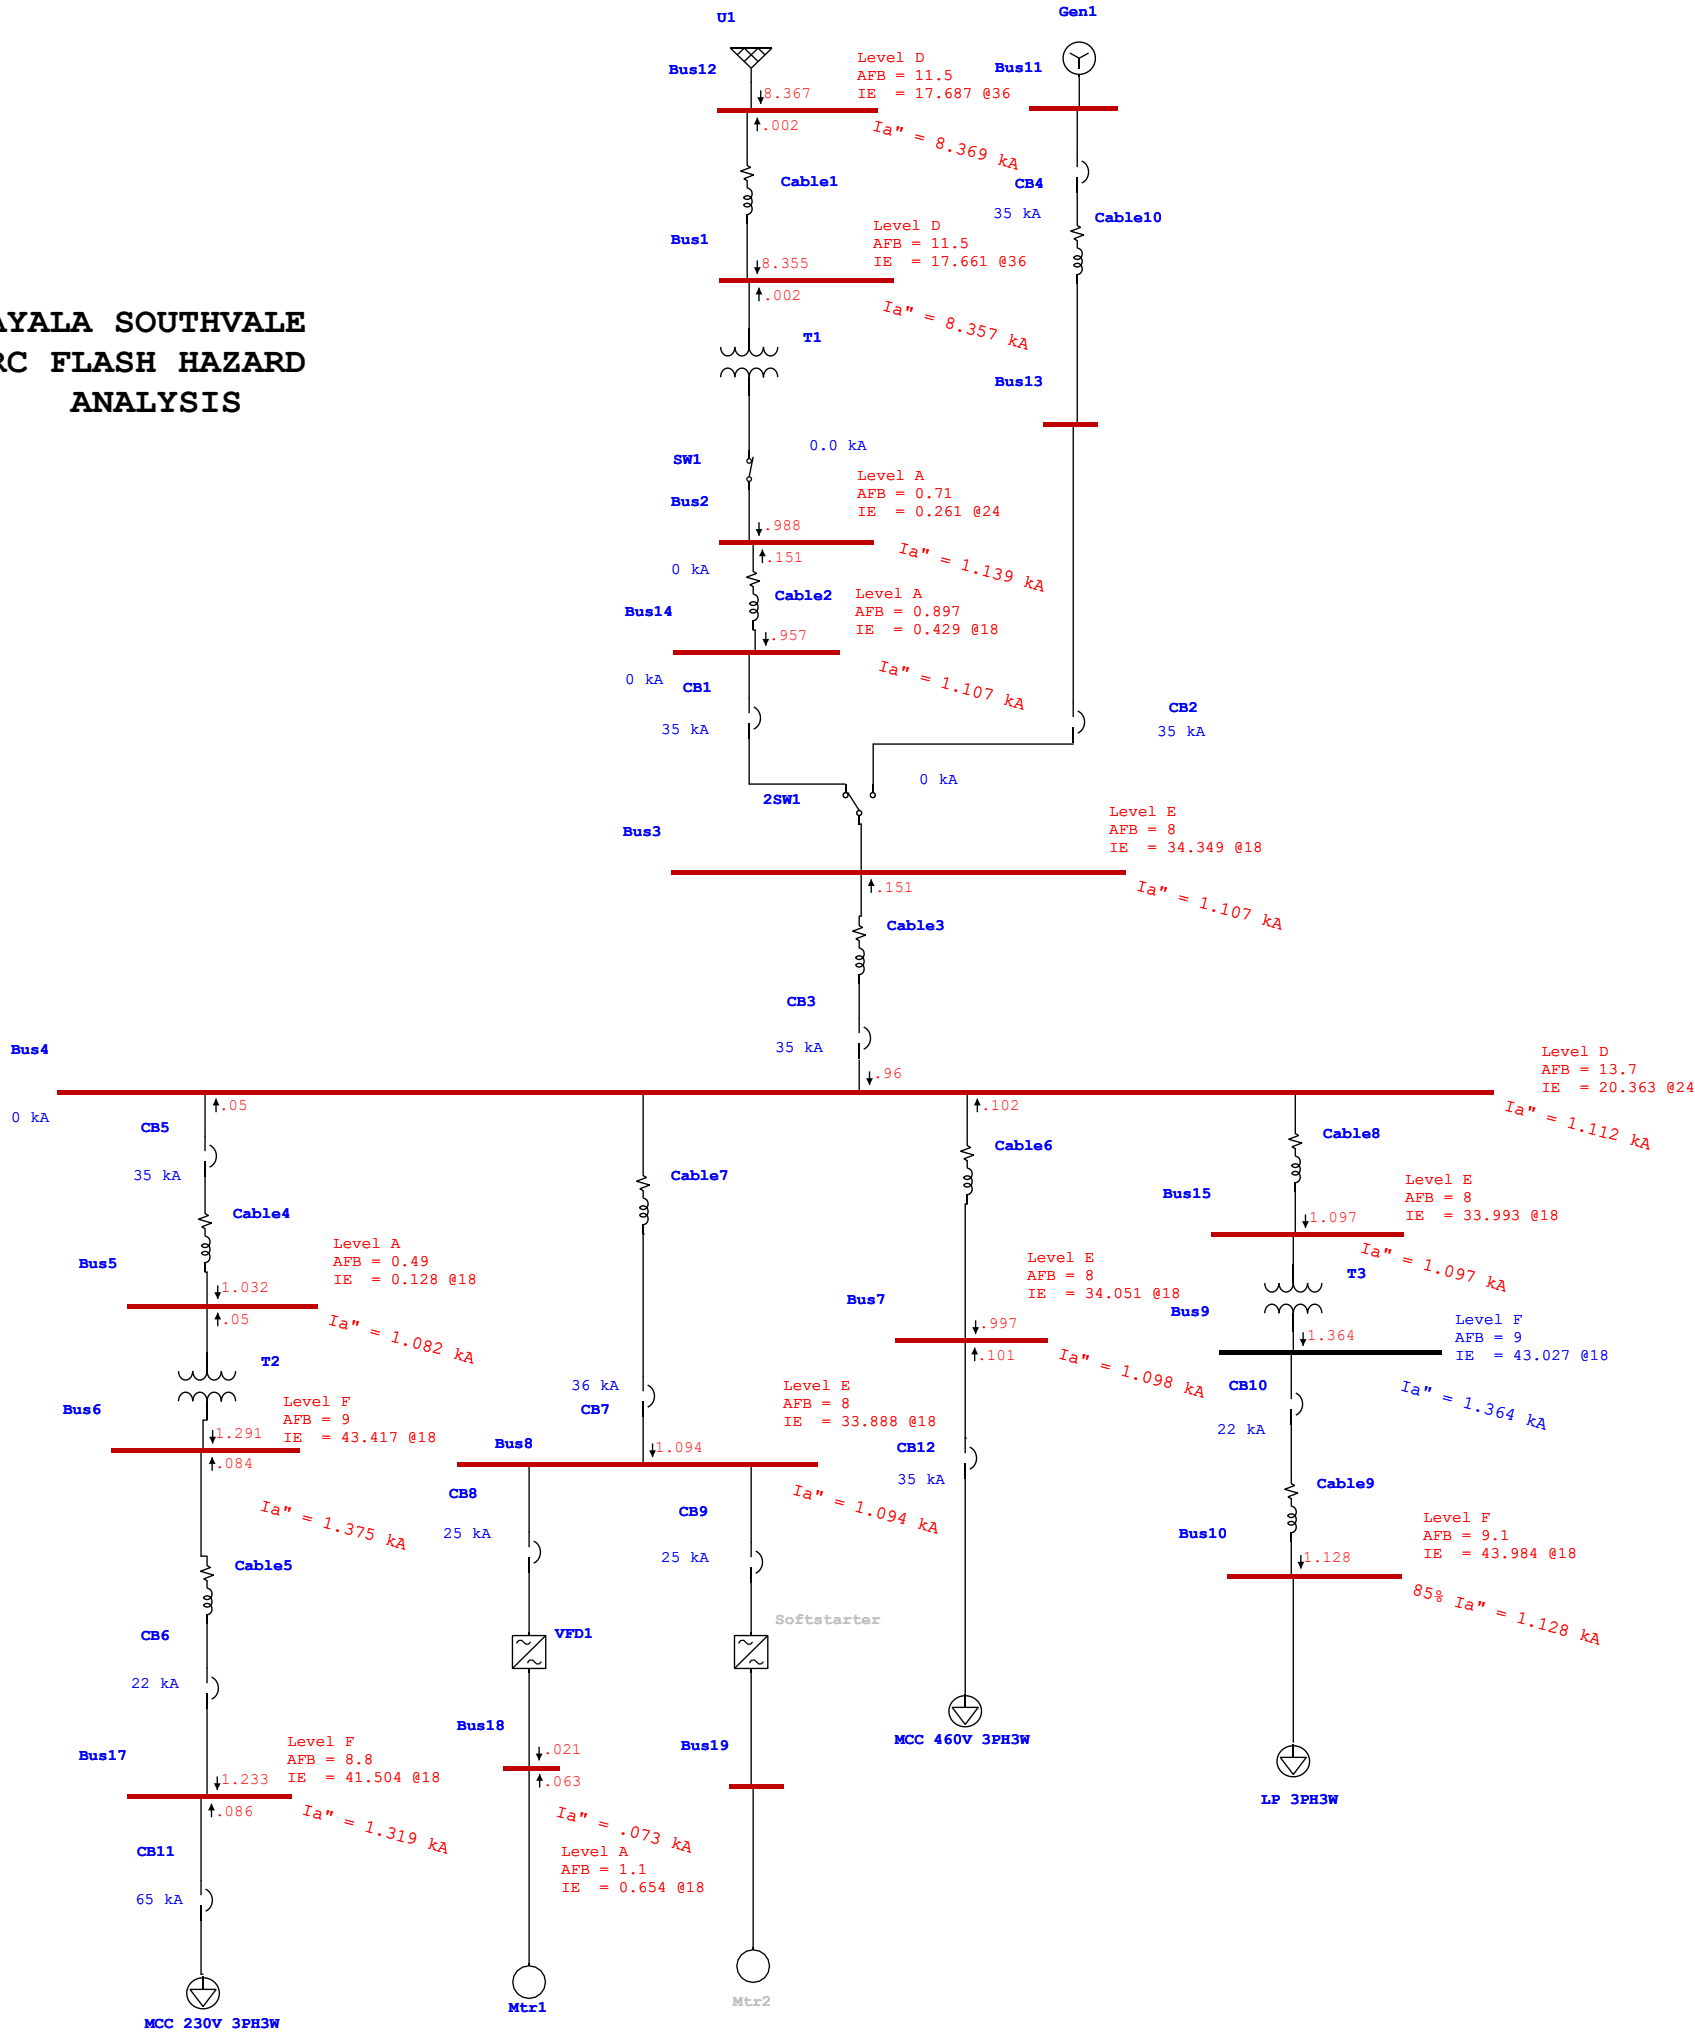 U1
Gen1
Bus12
Level D
AFB = 11.5
IE = 17.687 @36
Bus11
8.367
.002
Ia" = 8.369 kA
Cable1
CB4
35 kA
Cable10
Bus1
Level D
AFB = 11.5
IE = 17.661 @36
8.355
.002
Ia" = 8.357 kA
AYALA SOUTHVALE
RC FLASH HAZARD
ANALYSIS
T1
Bus13
0.0 kA
SW1
Bus2
Level A
AFB = 0.71
IE = 0.261 @24
.988
.151
Ia" = 1.139 kA
0 kA
Cable2
Bus14
Level A
AFB = 0.897
IE = 0.429 @18
.957
Ia" = 1.107 kA
0 kA
CB1
35 kA
CB2
35 kA
0 kA
2SW1
Bus3
Level E
AFB = 8
IE = 34.349 @18
.151
Ia" = 1.107 kA
Cable3
CB3
35 kA
Bus4
.96
Level D
AFB = 13.7
IE = 20.363 @24
0 kA
.05
.102
Ia" = 1.112 kA
CB5
35 kA
Cable4
Cable7
Cable6
Cable8
Bus15
Level E
AFB = 8
IE = 33.993 @18
1.097
Ia" = 1.097 kA
Bus5
Level A
AFB = 0.49
IE = 0.128 @18
1.032
.05
Ia" = 1.082 kA
Bus7
Level E
AFB = 8
IE = 34.051 @18
.997
.101
Ia" = 1.098 kA
T3
Bus9
1.364
Level F
AFB = 9
IE = 43.027 @18
Ia" = 1.364 kA
T2
Bus6
Level F
AFB = 9
IE = 43.417 @18
1.291
.084
Ia" = 1.375 kA
36 kA
CB7
Level E
AFB = 8
IE = 33.888 @18
Bus8
1.094
Ia" = 1.094 kA
CB12
35 kA
CB10
22 kA
Cable9
Bus10
Level F
AFB = 9.1
IE = 43.984 @18
1.128
85% Ia" = 1.128 kA
CB8
25 kA
CB9
25 kA
Cable5
CB6
22 kA
VFD1
Softstarter
Bus17
Level F
AFB = 8.8
IE = 41.504 @18
1.233
.086
Ia" = 1.319 kA
Bus18
.021
.063
Ia" = .073 kA
Level A
AFB = 1.1
IE = 0.654 @18
Bus19
MCC 460V 3PH3W
LP 3PH3W
CB11
65 kA
Mtr1
Mtr2
MCC 230V 3PH3W